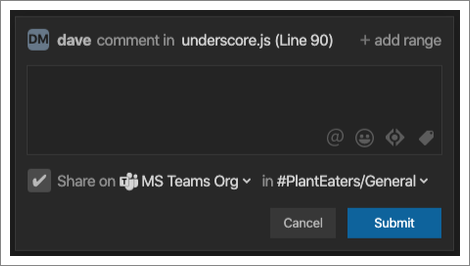 DM dave comment in underscore.js (Line 90) + add range
@
✔ Share on MS Teams Org in #PlantEaters/General
Cancel Submit